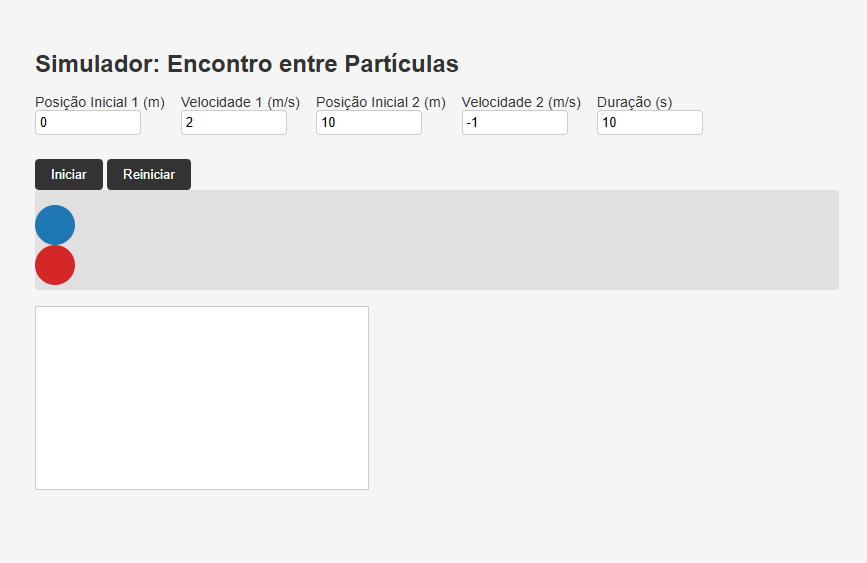 Simulador: Encontro entre Partículas
Posição Inicial 1 (m) Velocidade 1 (m/s) Posição Inicial 2 (m) Velocidade 2 (m/s) Duração (s)
0 2 10 -1 10
Iniciar Reiniciar